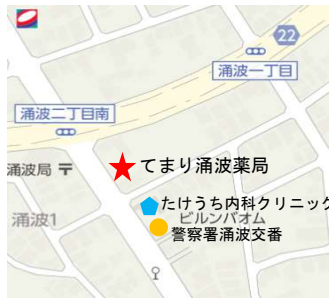 22
涌波一丁目
涌波二丁目南
てまり涌波薬局
涌波局
たけうち内科クリニック
涌波1
ビルンバオム
警察署涌波交番